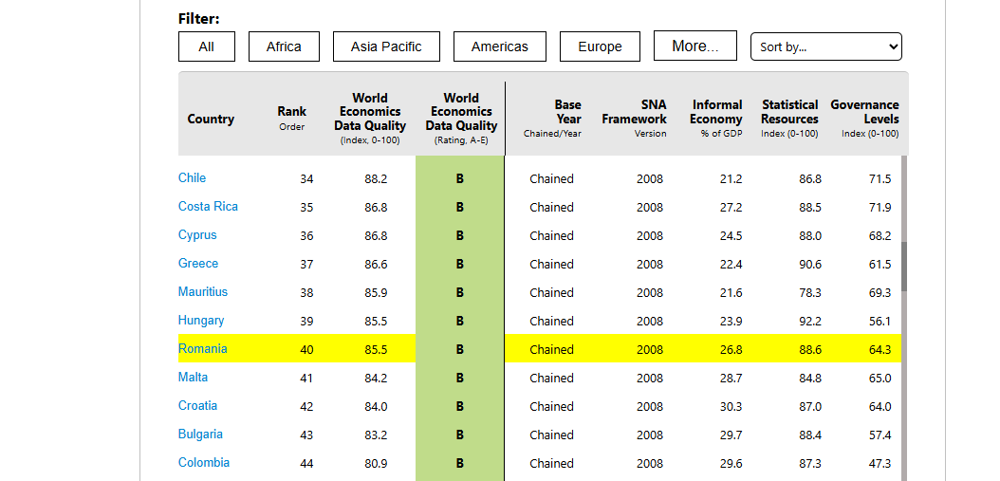 Filter:
All Africa Asia Pacific Americas Europe More... Sort by...
Country Rank Order World Economics Data Quality (Index, 0-100) World Economics Data Quality (Rating, A-E) Base Year Chained/Year SNA Framework Version Informal Economy % of GDP Statistical Resources Index (0-100) Governance Levels Index (0-100)
Chile 34 88.2 B Chained 2008 21.2 86.8 71.5
Costa Rica 35 86.8 B Chained 2008 27.2 88.5 71.9
Cyprus 36 86.8 B Chained 2008 24.5 88.0 68.2
Greece 37 86.6 B Chained 2008 22.4 90.6 61.5
Mauritius 38 85.9 B Chained 2008 21.6 78.3 69.3
Hungary 39 85.5 B Chained 2008 23.9 92.2 56.1
Romania 40 85.5 B Chained 2008 26.8 88.6 64.3
Malta 41 84.2 B Chained 2008 28.7 84.8 65.0
Croatia 42 84.0 B Chained 2008 30.3 87.0 64.0
Bulgaria 43 83.2 B Chained 2008 29.7 88.4 57.4
Colombia 44 80.9 B Chained 2008 29.6 87.3 47.3